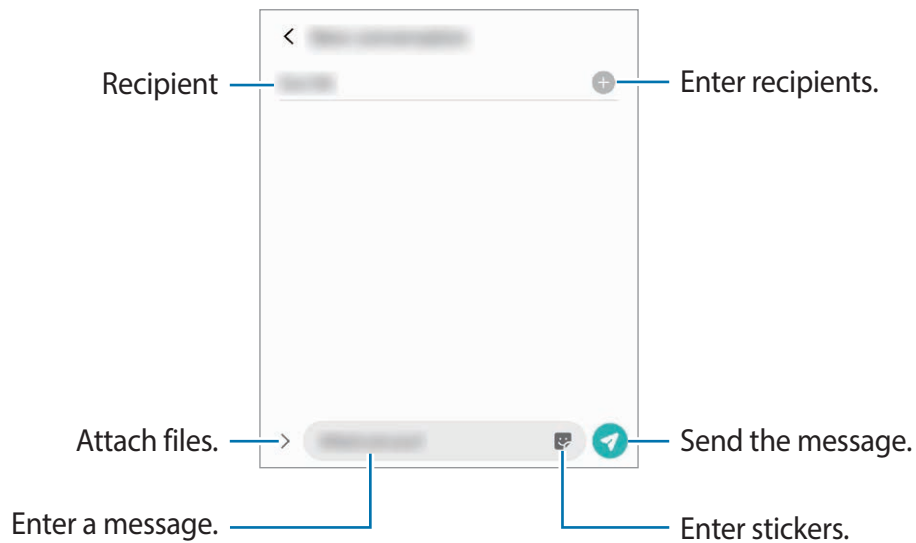 Recipient
Enter recipients.
Attach files.
Send the message.
Enter a message.
Enter stickers.